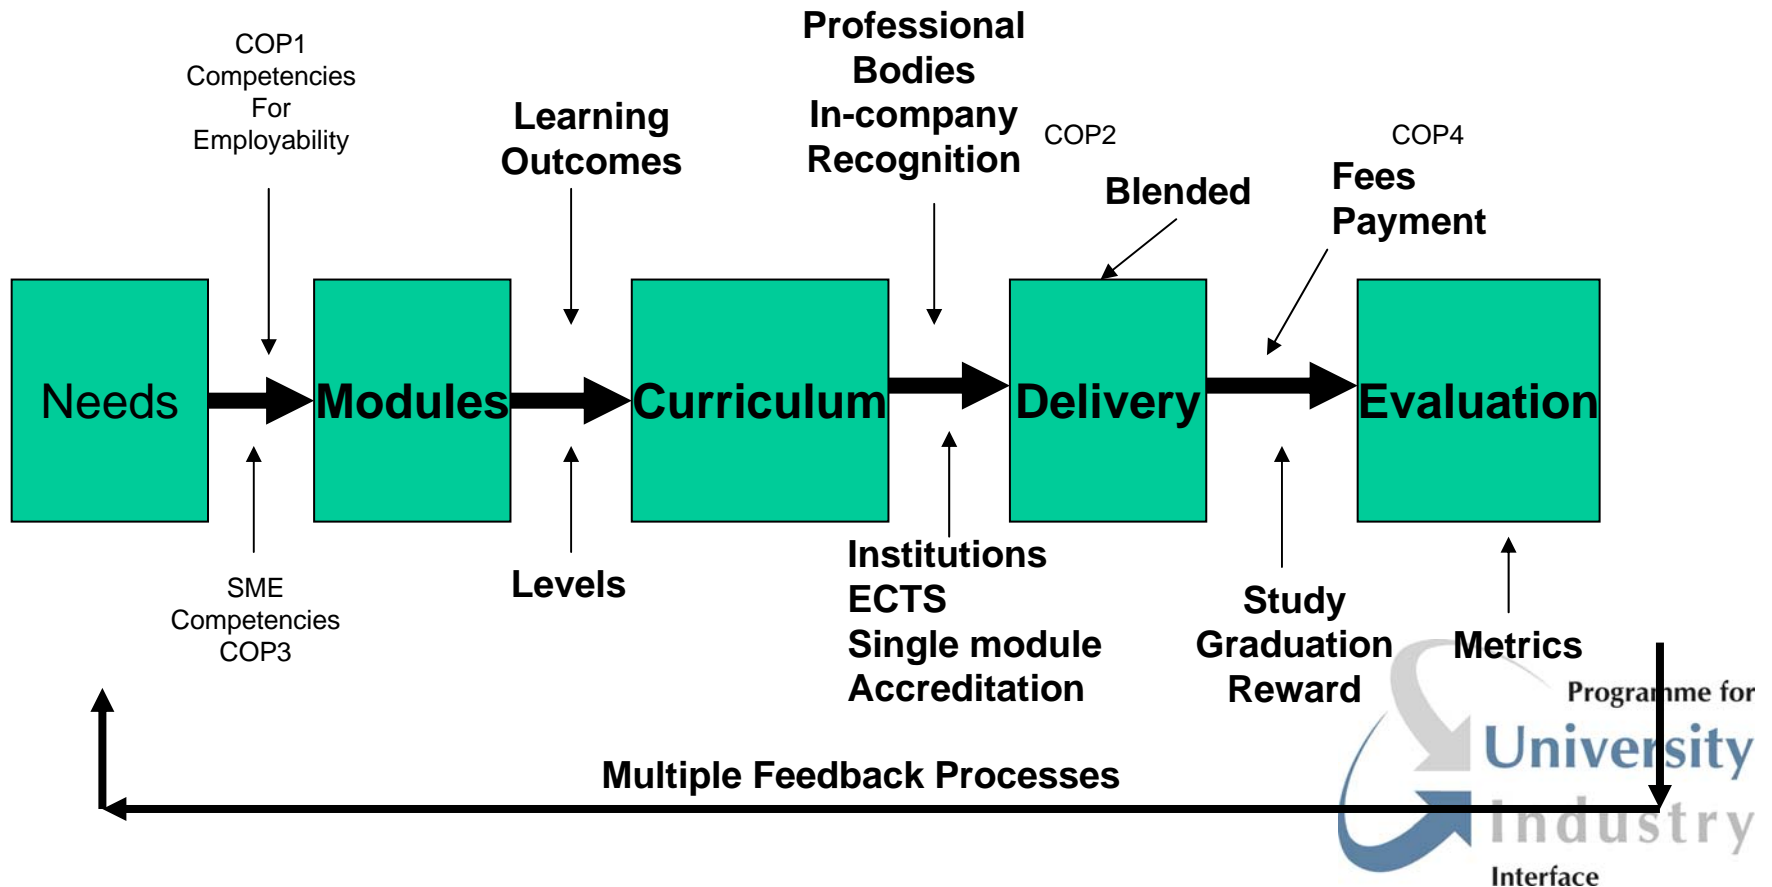 COP1
Competencies
For
Employability
Learning
Outcomes
Professional
Bodies
In-company
Recognition
COP2
Blended
COP4
Fees
Payment
Needs
Modules
Curriculum
Delivery
Evaluation
SME
Competencies
COP3
Levels
Institutions
ECTS
Single module
Accreditation
Study
Graduation
Reward
Metrics
Multiple Feedback Processes
Programme for
University
Industry
Interface